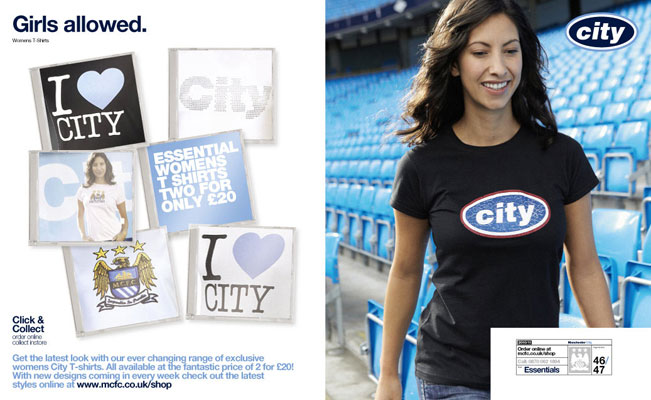 Girls allowed.
Womens T-Shirts
I
CITY
City
City
ESSENTIAL
WOMENS
T SHIRTS
TWO FOR
ONLY £20
M.C.F.C.
I
CITY
Click &
Collect
order online
collect instore
Get the latest look with our ever changing range of exclusive
womens City T-shirts. All available at the fantastic price of 2 for £20!
With new designs coming in every week check out the latest
styles online at www.mcfc.co.uk/shop
city
city
Order online at
mcfc.co.uk/shop
Essentials
46/
47